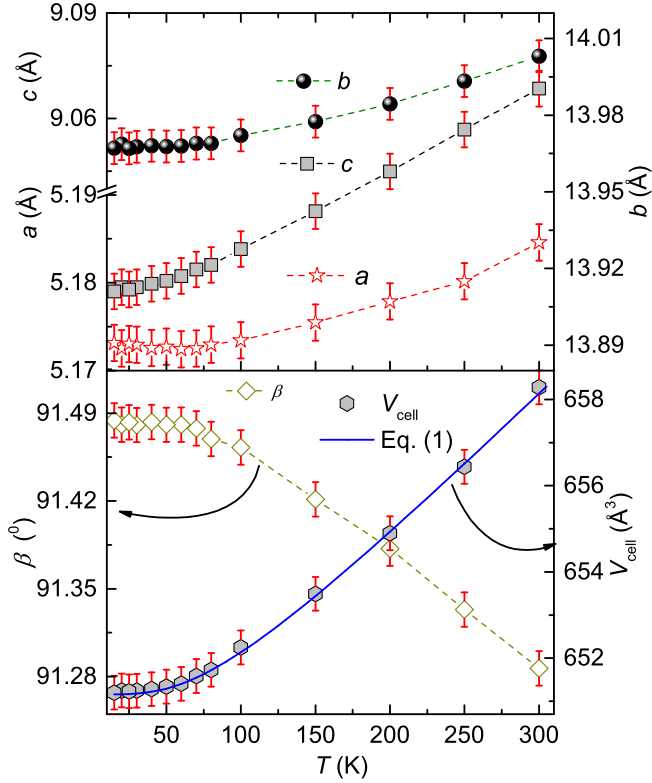 9.09
9.06
5.19
5.18
5.17
c (Å)
a (Å)
14.01
13.98
13.95
13.92
13.89
b (Å)
b
c
a
91.49
91.42
91.35
91.28
β (⁰)
β
V_cell
Eq. (1)
658
656
654
652
V_cell (Å³)
50 100 150 200 250 300
T (K)